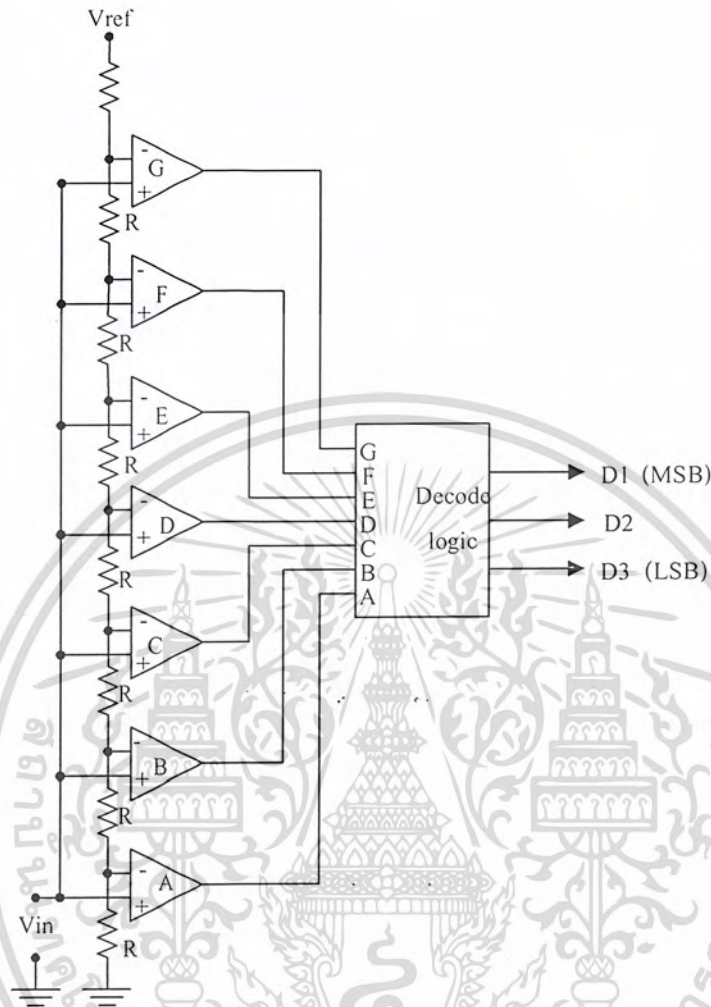 Vref
-
G
+
R
-
F
+
R
-
E
+
R
-
D
+
R
-
C
+
R
-
B
+
R
-
A
+
R
Vin
G
F
E
D
C
B
A
Decode
logic
D1 (MSB)
D2
D3 (LSB)